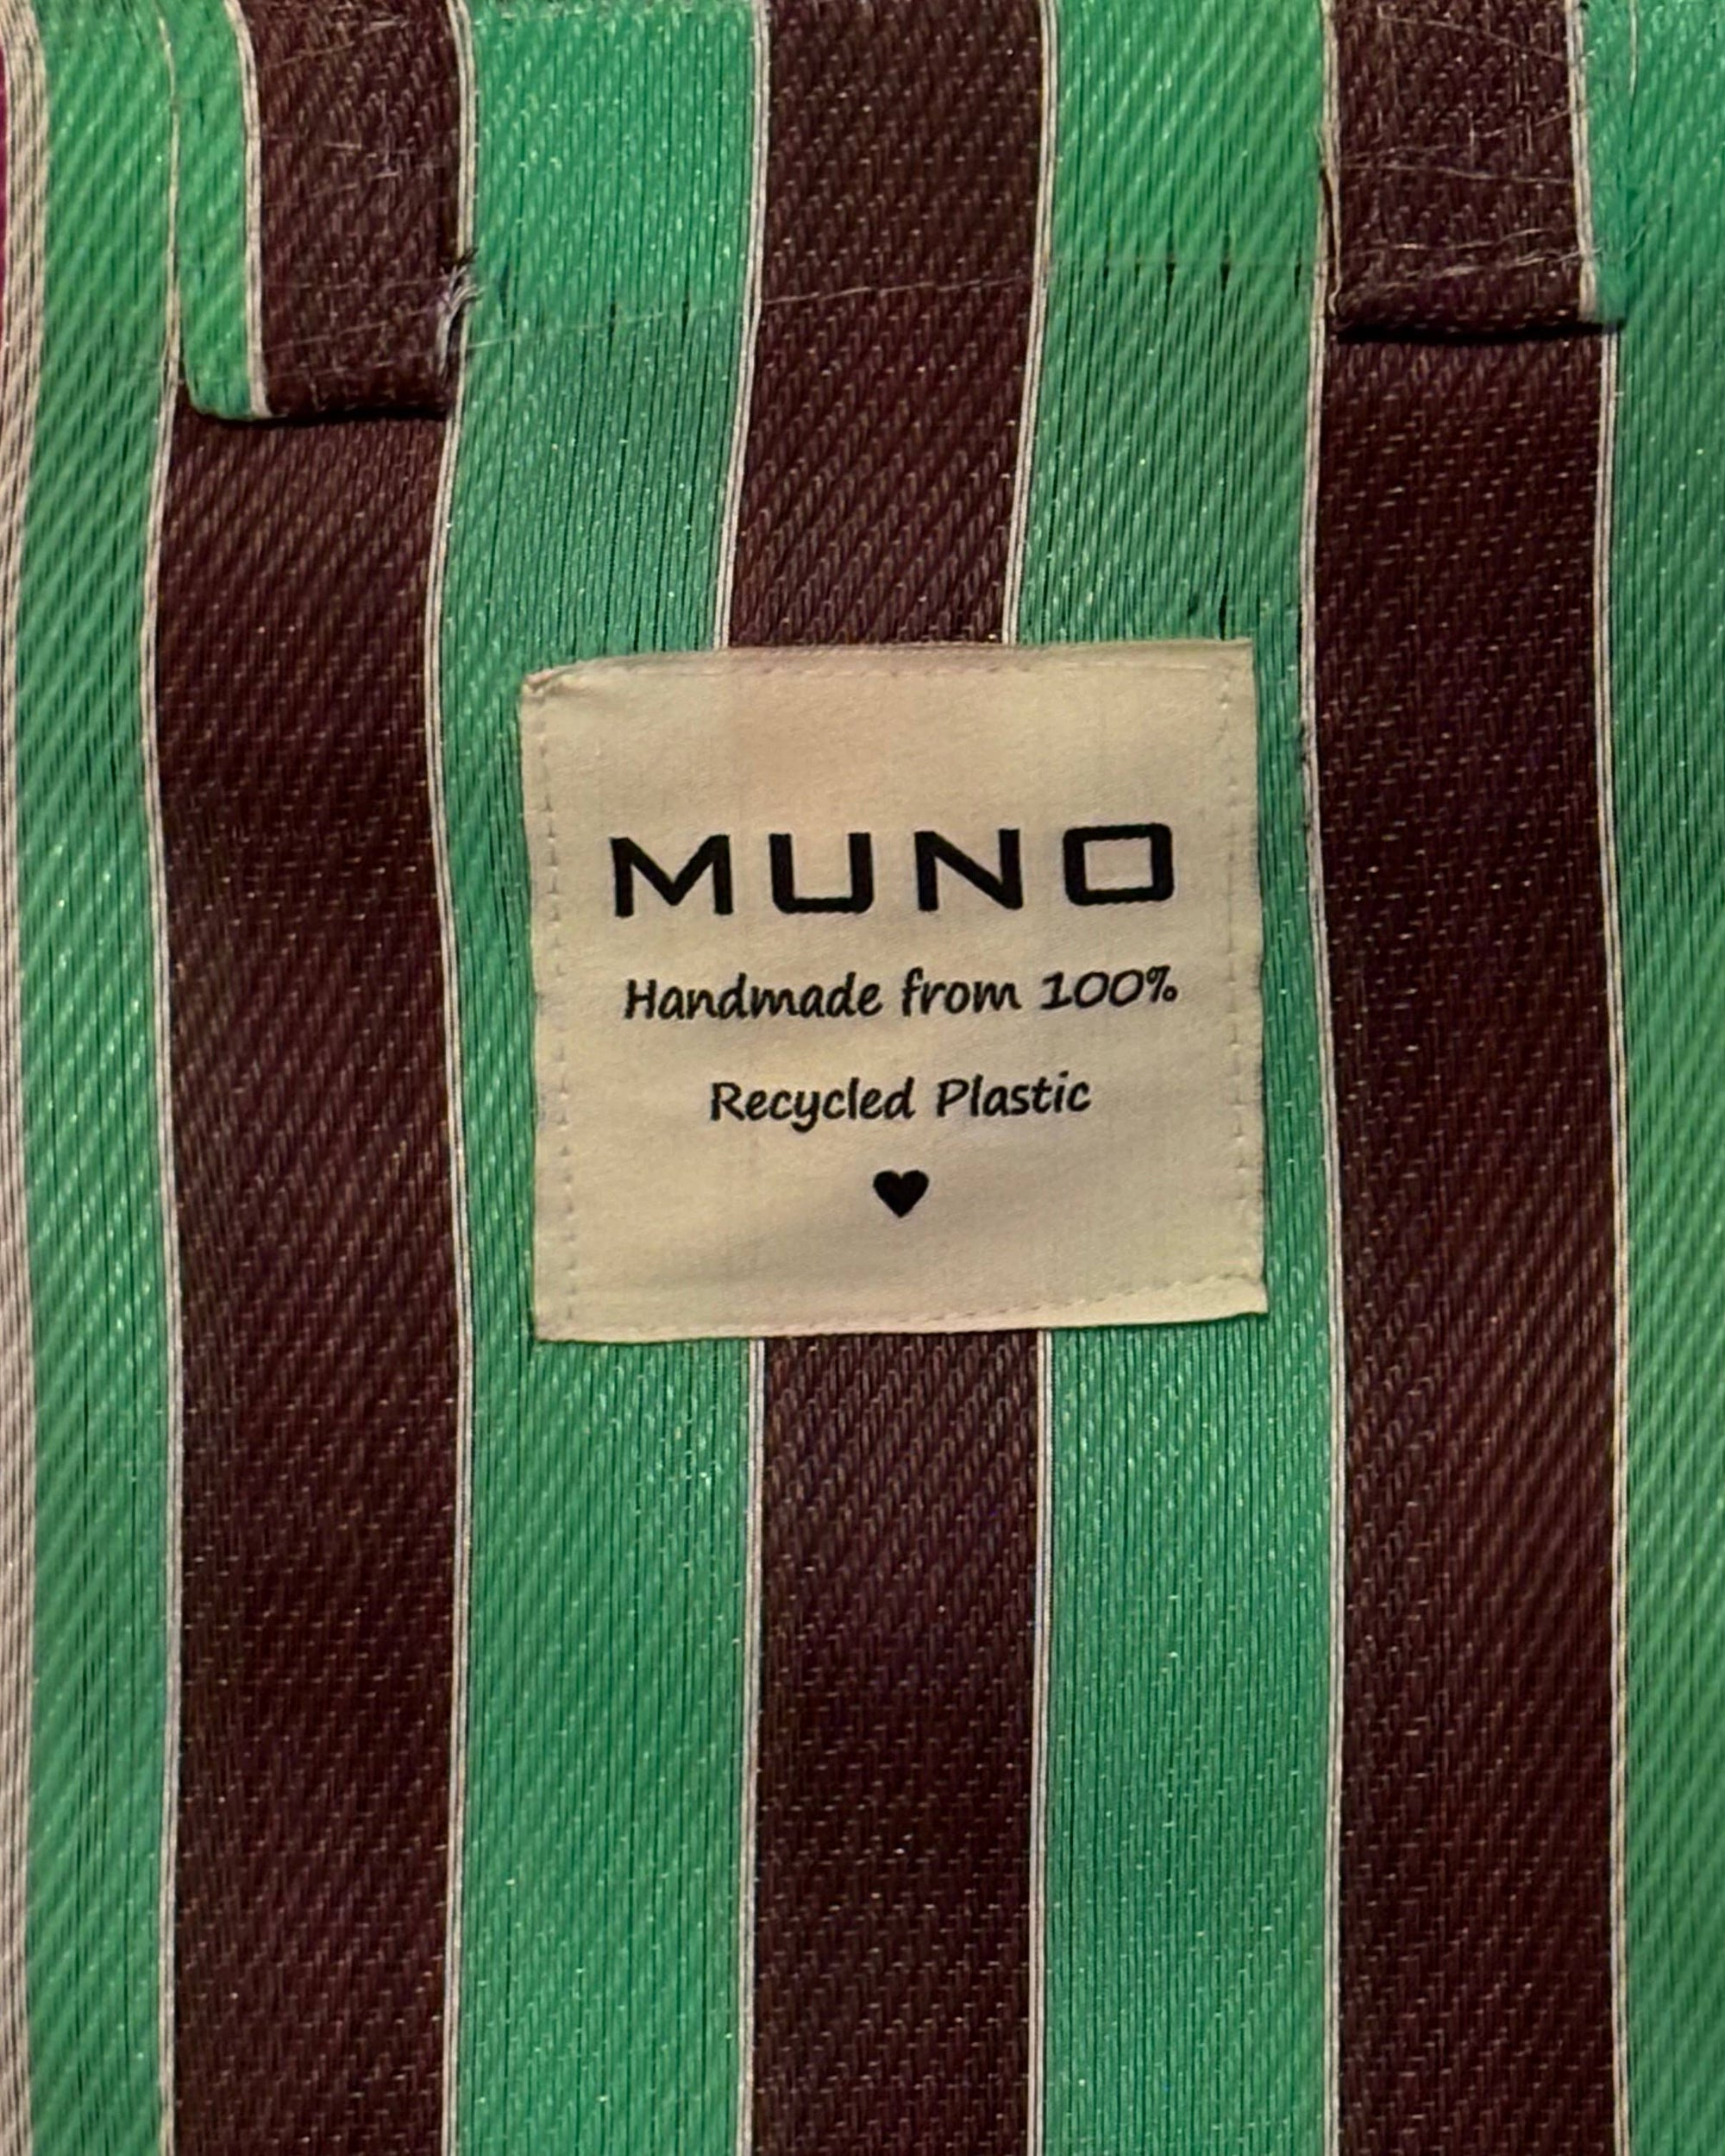 MUNO
Handmade from 100%
Recycled Plastic